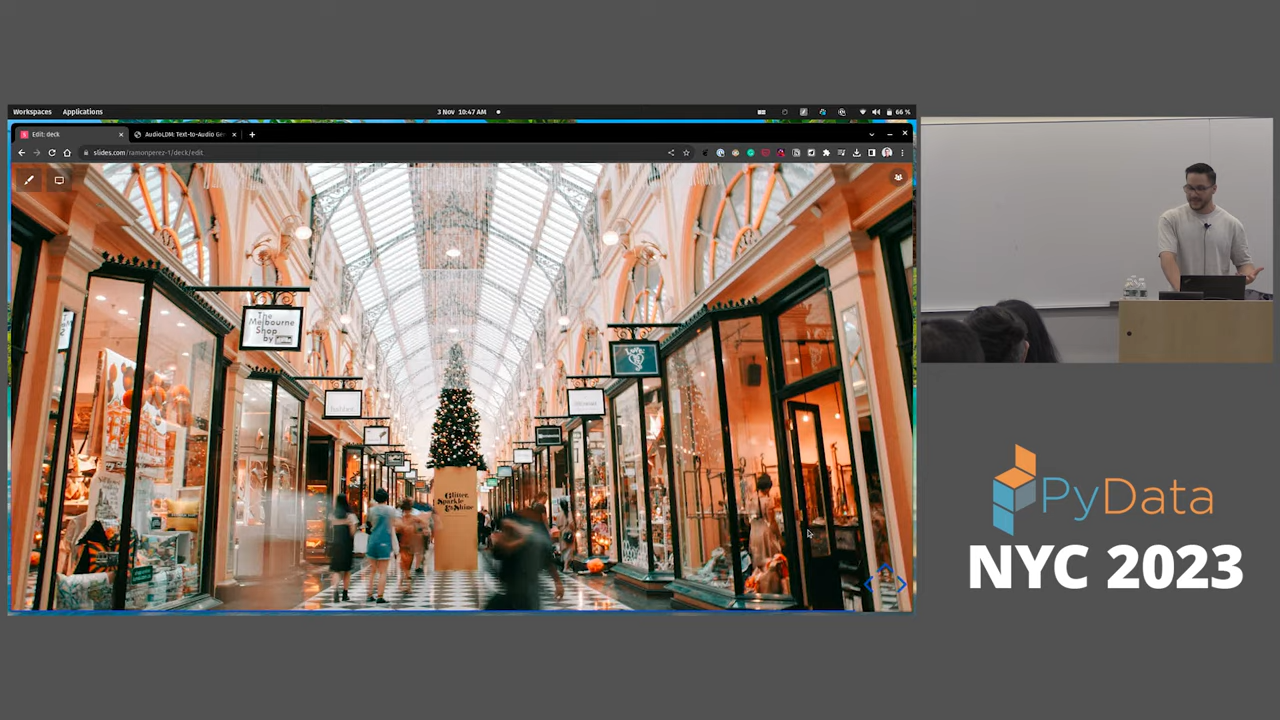 Workspaces Applications
3 Nov 10:47 AM
66 %
Edit: deck
AudioLDM: Text-to-Audio Ge
slides.com/ramonperez-1/deck/edit
The
Melbourne
Shop
by
Glitter,
Sparkle
& Shine
PyData
NYC 2023